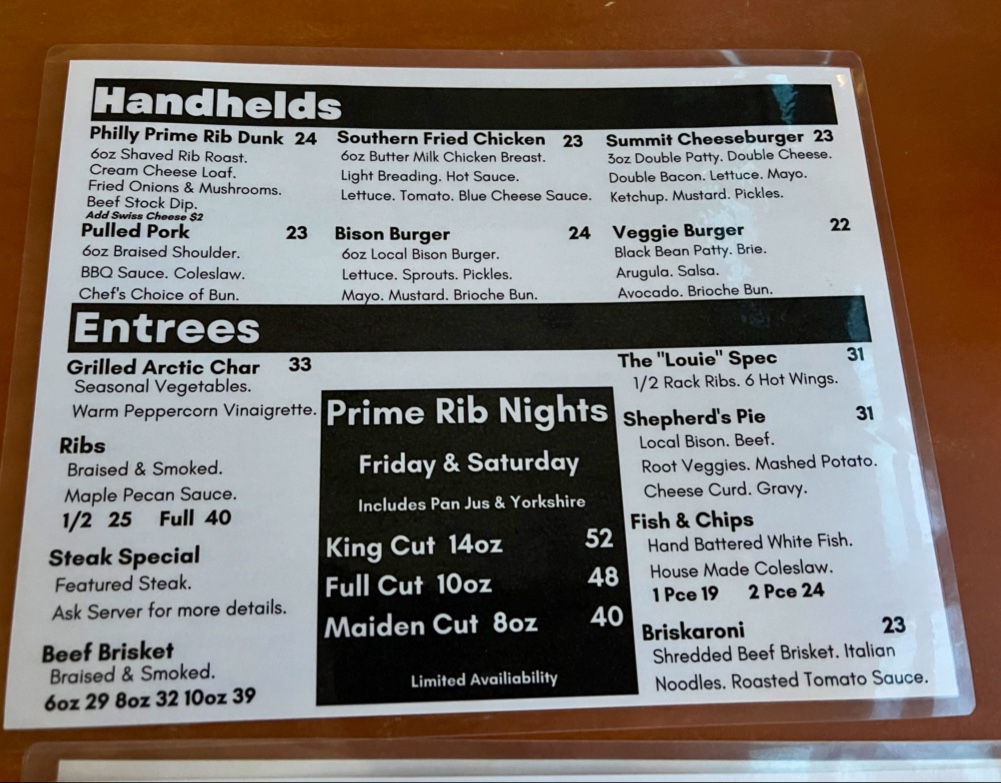 Handhelds
Philly Prime Rib Dunk 24
6oz Shaved Rib Roast.
Cream Cheese Loaf.
Fried Onions & Mushrooms.
Beef Stock Dip.
Add Swiss Cheese $2
Southern Fried Chicken 23
6oz Butter Milk Chicken Breast.
Light Breading. Hot Sauce.
Lettuce. Tomato. Blue Cheese Sauce.
Summit Cheeseburger 23
3oz Double Patty. Double Cheese.
Double Bacon. Lettuce. Mayo.
Ketchup. Mustard. Pickles.
Pulled Pork 23
6oz Braised Shoulder.
BBQ Sauce. Coleslaw.
Chef's Choice of Bun.
Bison Burger 24
6oz Local Bison Burger.
Lettuce. Sprouts. Pickles.
Mayo. Mustard. Brioche Bun.
Veggie Burger 22
Black Bean Patty. Brie.
Arugula. Salsa.
Avocado. Brioche Bun.
Entrees
Grilled Arctic Char 33
Seasonal Vegetables.
Warm Peppercorn Vinaigrette.
Ribs
Braised & Smoked.
Maple Pecan Sauce.
1/2 25 Full 40
Steak Special
Featured Steak.
Ask Server for more details.
Beef Brisket
Braised & Smoked.
6oz 29 8oz 32 10oz 39
Prime Rib Nights
Friday & Saturday
Includes Pan Jus & Yorkshire
King Cut 14oz 52
Full Cut 10oz 48
Maiden Cut 8oz 40
Limited Availiability
The "Louie" Spec 31
1/2 Rack Ribs. 6 Hot Wings.
Shepherd's Pie 31
Local Bison. Beef.
Root Veggies. Mashed Potato.
Cheese Curd. Gravy.
Fish & Chips
Hand Battered White Fish.
House Made Coleslaw.
1 Pce 19 2 Pce 24
Briskaroni 23
Shredded Beef Brisket. Italian
Noodles. Roasted Tomato Sauce.